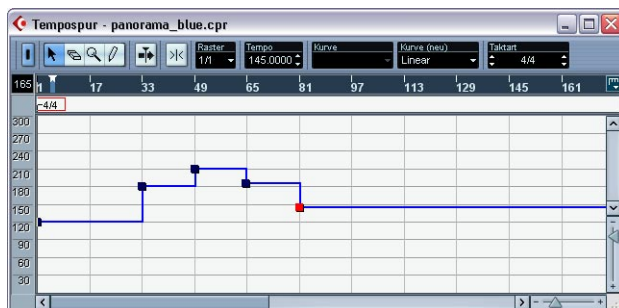 Tempospur - panorama_blue.cpr
Raster Tempo Kurve Kurve (neu) Taktart
1/1 145.0000 Linear 4/4
165 1 17 33 49 65 81 97 113 129 145 161
4/4
300
270
240
210
180
150
120
90
60
30